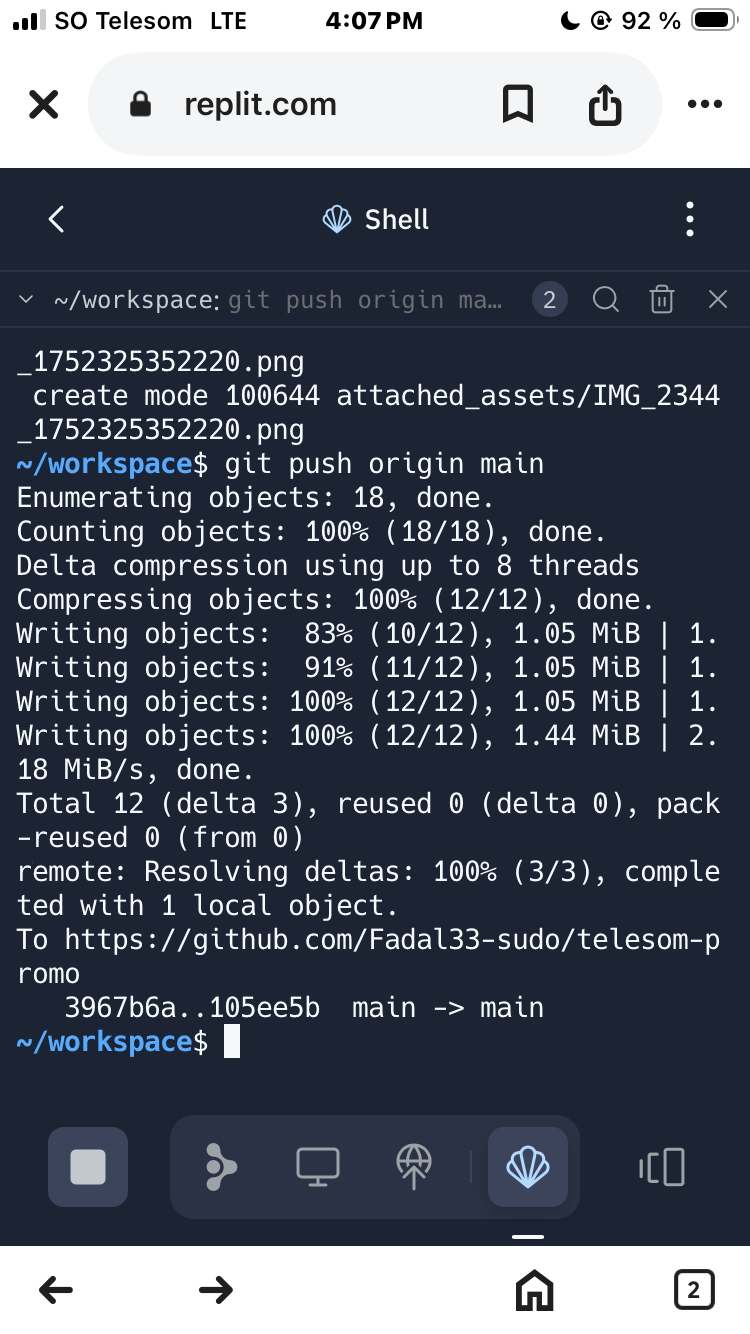 SO Telesom LTE 4:07 PM 92 %
replit.com
Shell
~/workspace: git push origin ma… 2
_1752325352220.png
 create mode 100644 attached_assets/IMG_2344
_1752325352220.png
~/workspace$ git push origin main
Enumerating objects: 18, done.
Counting objects: 100% (18/18), done.
Delta compression using up to 8 threads
Compressing objects: 100% (12/12), done.
Writing objects:  83% (10/12), 1.05 MiB | 1.
Writing objects:  91% (11/12), 1.05 MiB | 1.
Writing objects: 100% (12/12), 1.05 MiB | 1.
Writing objects: 100% (12/12), 1.44 MiB | 2.
18 MiB/s, done.
Total 12 (delta 3), reused 0 (delta 0), pack
-reused 0 (from 0)
remote: Resolving deltas: 100% (3/3), comple
ted with 1 local object.
To https://github.com/Fadal33-sudo/telesom-p
romo
   3967b6a..105ee5b  main -> main
~/workspace$
2